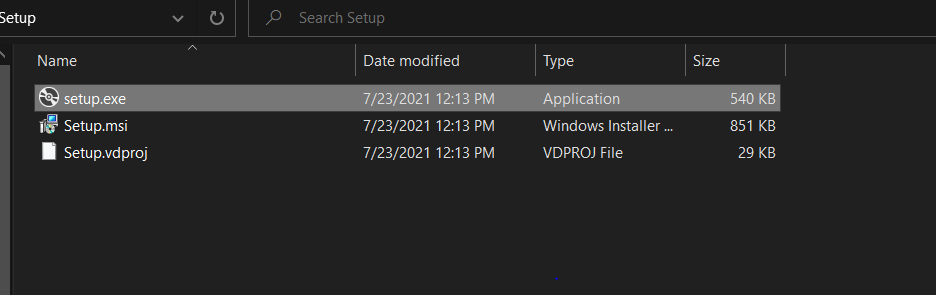 Setup Search Setup
Name Date modified Type Size
setup.exe 7/23/2021 12:13 PM Application 540 KB
Setup.msi 7/23/2021 12:13 PM Windows Installer ... 851 KB
Setup.vdproj 7/23/2021 12:13 PM VDPROJ File 29 KB